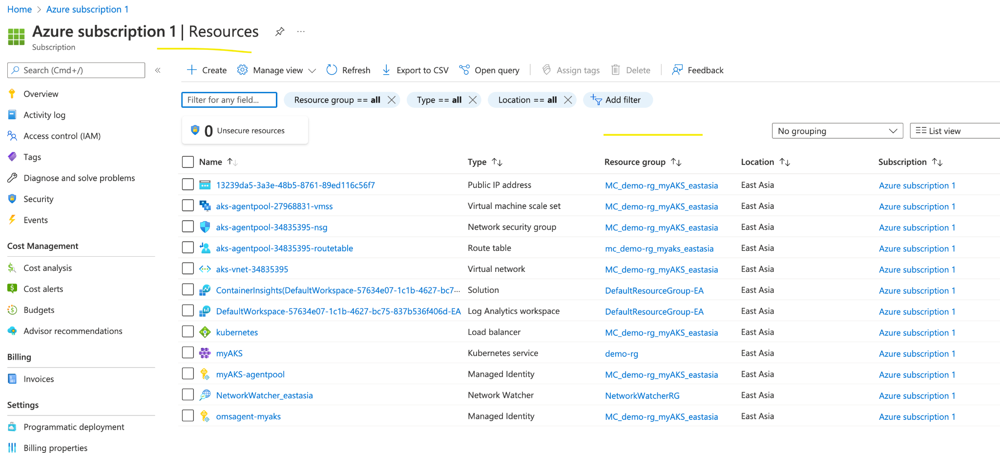 Home > Azure subscription 1
Azure subscription 1 | Resources ...
Subscription
Search (Cmd+/) «
Create Manage view Refresh Export to CSV Open query Assign tags Delete Feedback
Filter for any field... Resource group == all Type == all Location == all Add filter
0 Unsecure resources
No grouping List view
Overview
Activity log
Access control (IAM)
Tags
Diagnose and solve problems
Security
Events
Cost Management
Cost analysis
Cost alerts
Budgets
Advisor recommendations
Billing
Invoices
Settings
Programmatic deployment
Billing properties
Name Type Resource group Location Subscription
13239da5-3a3e-48b5-8761-89ed116c56f7 Public IP address MC_demo-rg_myAKS_eastasia East Asia Azure subscription 1
aks-agentpool-27968831-vmss Virtual machine scale set MC_demo-rg_myAKS_eastasia East Asia Azure subscription 1
aks-agentpool-34835395-nsg Network security group MC_demo-rg_myAKS_eastasia East Asia Azure subscription 1
aks-agentpool-34835395-routetable Route table mc_demo-rg_myaks_eastasia East Asia Azure subscription 1
aks-vnet-34835395 Virtual network MC_demo-rg_myAKS_eastasia East Asia Azure subscription 1
ContainerInsights(DefaultWorkspace-57634e07-1c1b-4627-bc7... Solution DefaultResourceGroup-EA East Asia Azure subscription 1
DefaultWorkspace-57634e07-1c1b-4627-bc75-837b536f406d-EA Log Analytics workspace DefaultResourceGroup-EA East Asia Azure subscription 1
kubernetes Load balancer MC_demo-rg_myAKS_eastasia East Asia Azure subscription 1
myAKS Kubernetes service demo-rg East Asia Azure subscription 1
myAKS-agentpool Managed Identity MC_demo-rg_myAKS_eastasia East Asia Azure subscription 1
NetworkWatcher_eastasia Network Watcher NetworkWatcherRG East Asia Azure subscription 1
omsagent-myaks Managed Identity MC_demo-rg_myAKS_eastasia East Asia Azure subscription 1